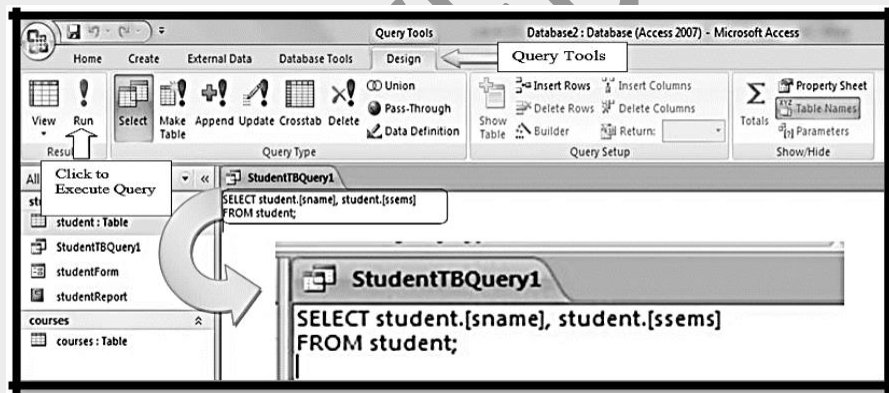 Query Tools
Database2 : Database (Access 2007) - Microsoft Access
Home Create External Data Database Tools Design
Query Tools
View
Run
Select
Make Table
Append
Update
Crosstab
Delete
Union
Pass-Through
Data Definition
Show Table
Insert Rows
Delete Rows
Builder
Insert Columns
Delete Columns
Return:
Totals
Property Sheet
Table Names
Parameters
Query Type
Query Setup
Show/Hide
Click to
Execute Query
All
student : Table
StudentTBQuery1
studentForm
studentReport
courses
courses : Table
StudentTBQuery1
SELECT student.[sname], student.[ssems]
FROM student;
StudentTBQuery1
SELECT student.[sname], student.[ssems]
FROM student;